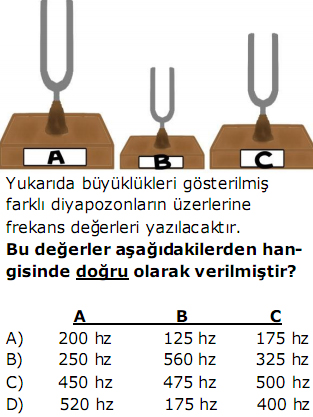 A B C
Yukarıda büyüklükleri gösterilmiş
farklı diyapozonların üzerlerine
frekans değerleri yazılacaktır.
Bu değerler aşağıdakilerden han-
gisinde doğru olarak verilmiştir?
A B C
A) 200 hz 125 hz 175 hz
B) 250 hz 560 hz 325 hz
C) 450 hz 475 hz 500 hz
D) 520 hz 175 hz 400 hz